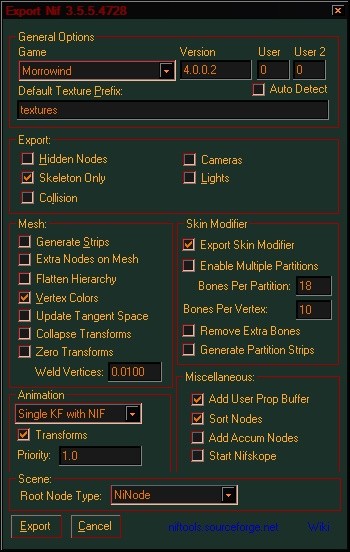 Export Nif 3.5.5.4728
General Options
Game Version User User 2
Morrowind 4.0.0.2 0 0
Default Texture Prefix: Auto Detect
textures
Export:
Hidden Nodes Cameras
Skeleton Only Lights
Collision
Mesh: Skin Modifier
Generate Strips Export Skin Modifier
Extra Nodes on Mesh Enable Multiple Partitions
Flatten Hierarchy Bones Per Partition: 18
Vertex Colors Bones Per Vertex: 10
Update Tangent Space
Collapse Transforms Remove Extra Bones
Zero Transforms Generate Partition Strips
Weld Vertices: 0.0100
Miscellaneous:
Animation Add User Prop Buffer
Single KF with NIF Sort Nodes
Transforms Add Accum Nodes
Priority: 1.0 Start Nifskope
Scene:
Root Node Type: NiNode
Export Cancel niftools.sourceforge.net Wiki